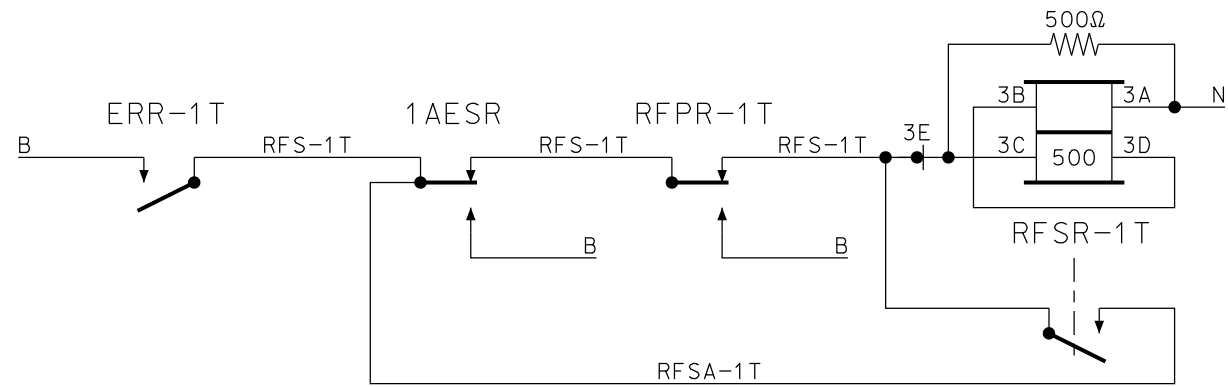 500Ω
ERR-1T
1AESR
RFPR-1T
3B
3A
N
B
RFS-1T
RFS-1T
RFS-1T
3E
3C
500
3D
RFSR-1T
B
B
RFSA-1T